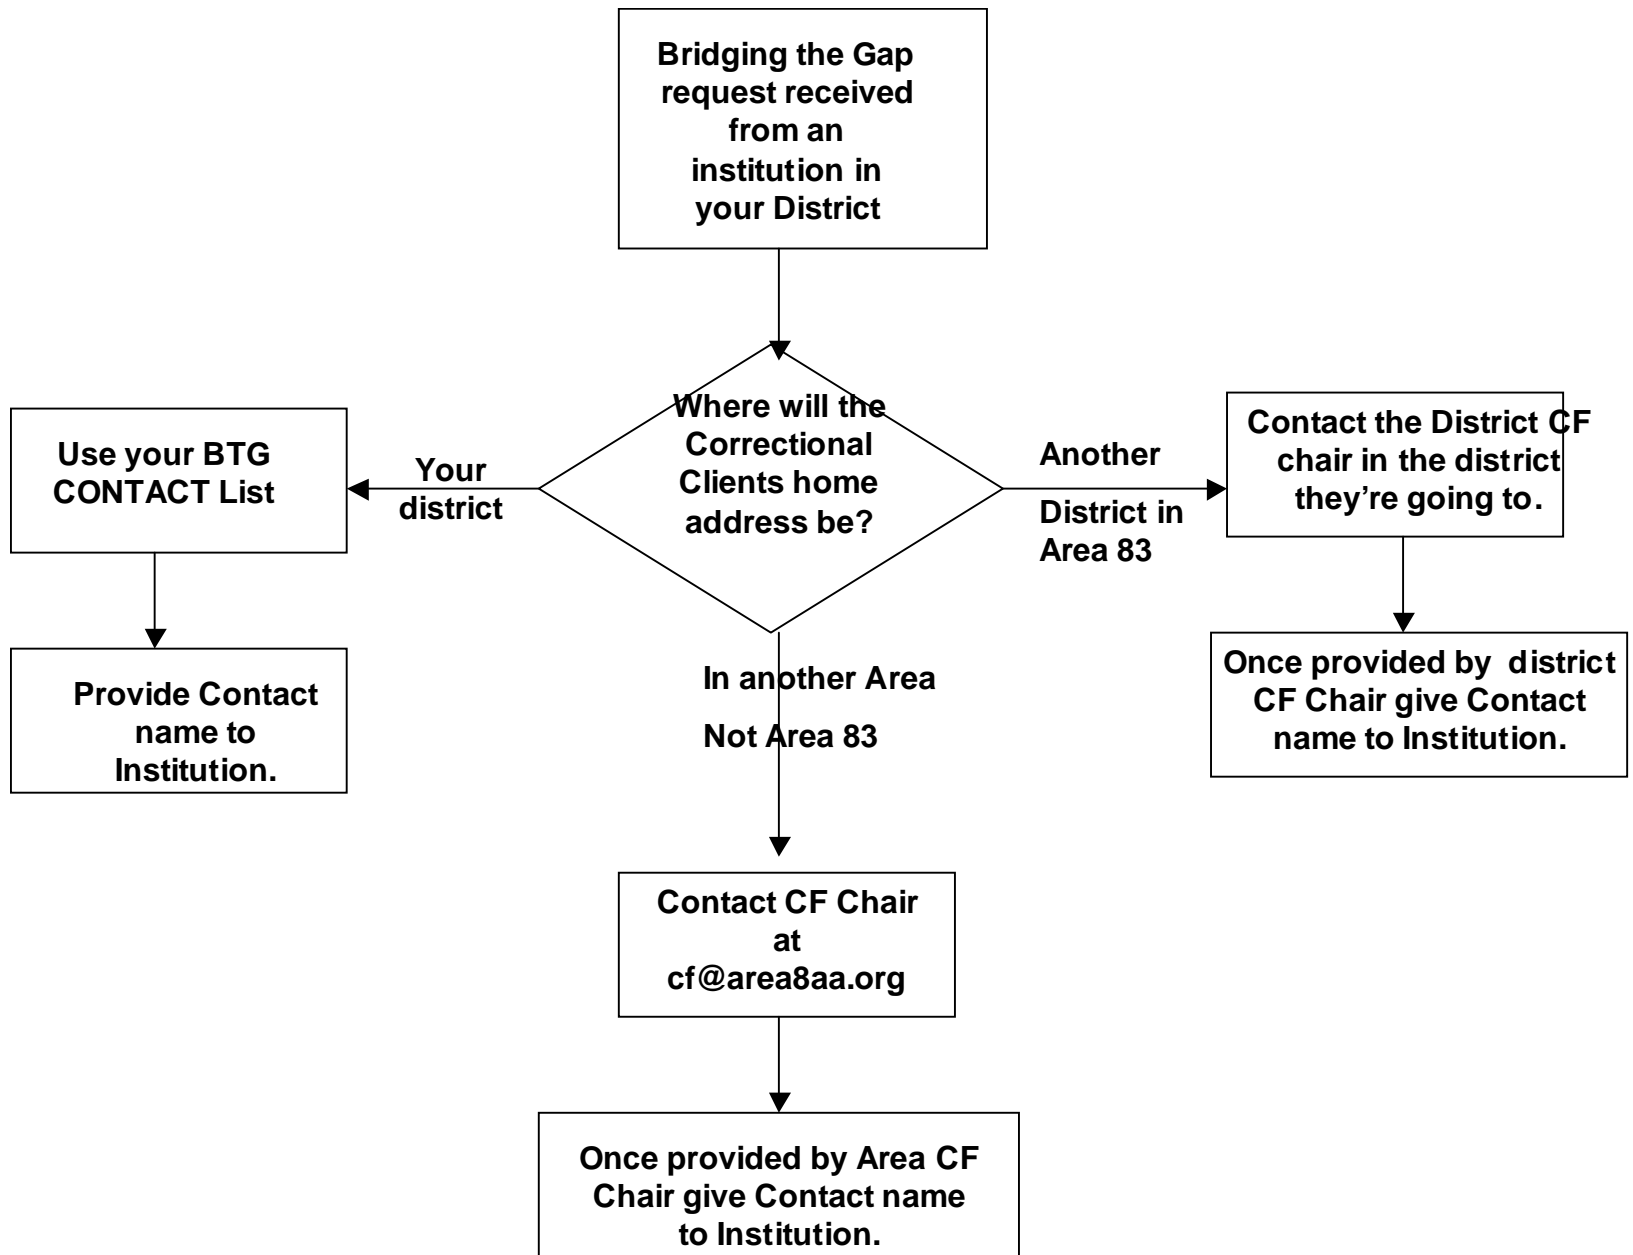 Bridging the Gap
request received
from an
institution in
your District
Where will the
Correctional
Clients home
address be?
Your
district
Use your BTG
CONTACT List
Provide Contact
name to
Institution.
Another
District in
Area 83
Contact the District CF
chair in the district
they're going to.
Once provided by district
CF Chair give Contact
name to Institution.
In another Area
Not Area 83
Contact CF Chair
at
cf@area8aa.org
Once provided by Area CF
Chair give Contact name
to Institution.